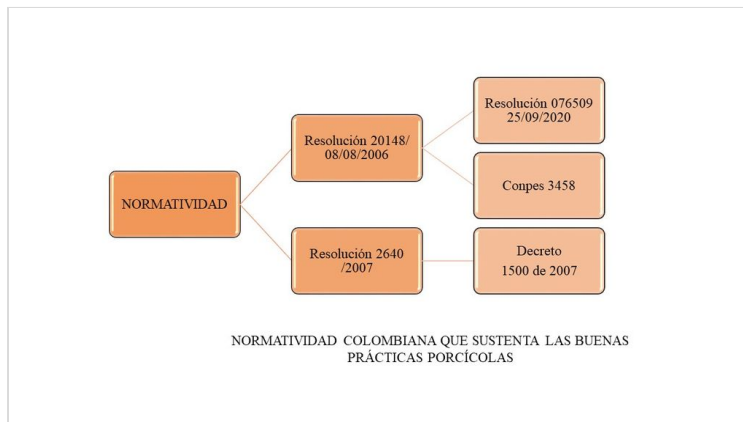 NORMATIVIDAD
Resolución 20148/
08/08/2006
Resolución 076509
25/09/2020
Conpes 3458
Resolución 2640
/2007
Decreto
1500 de 2007
NORMATIVIDAD COLOMBIANA QUE SUSTENTA LAS BUENAS
PRÁCTICAS PORCÍCOLAS